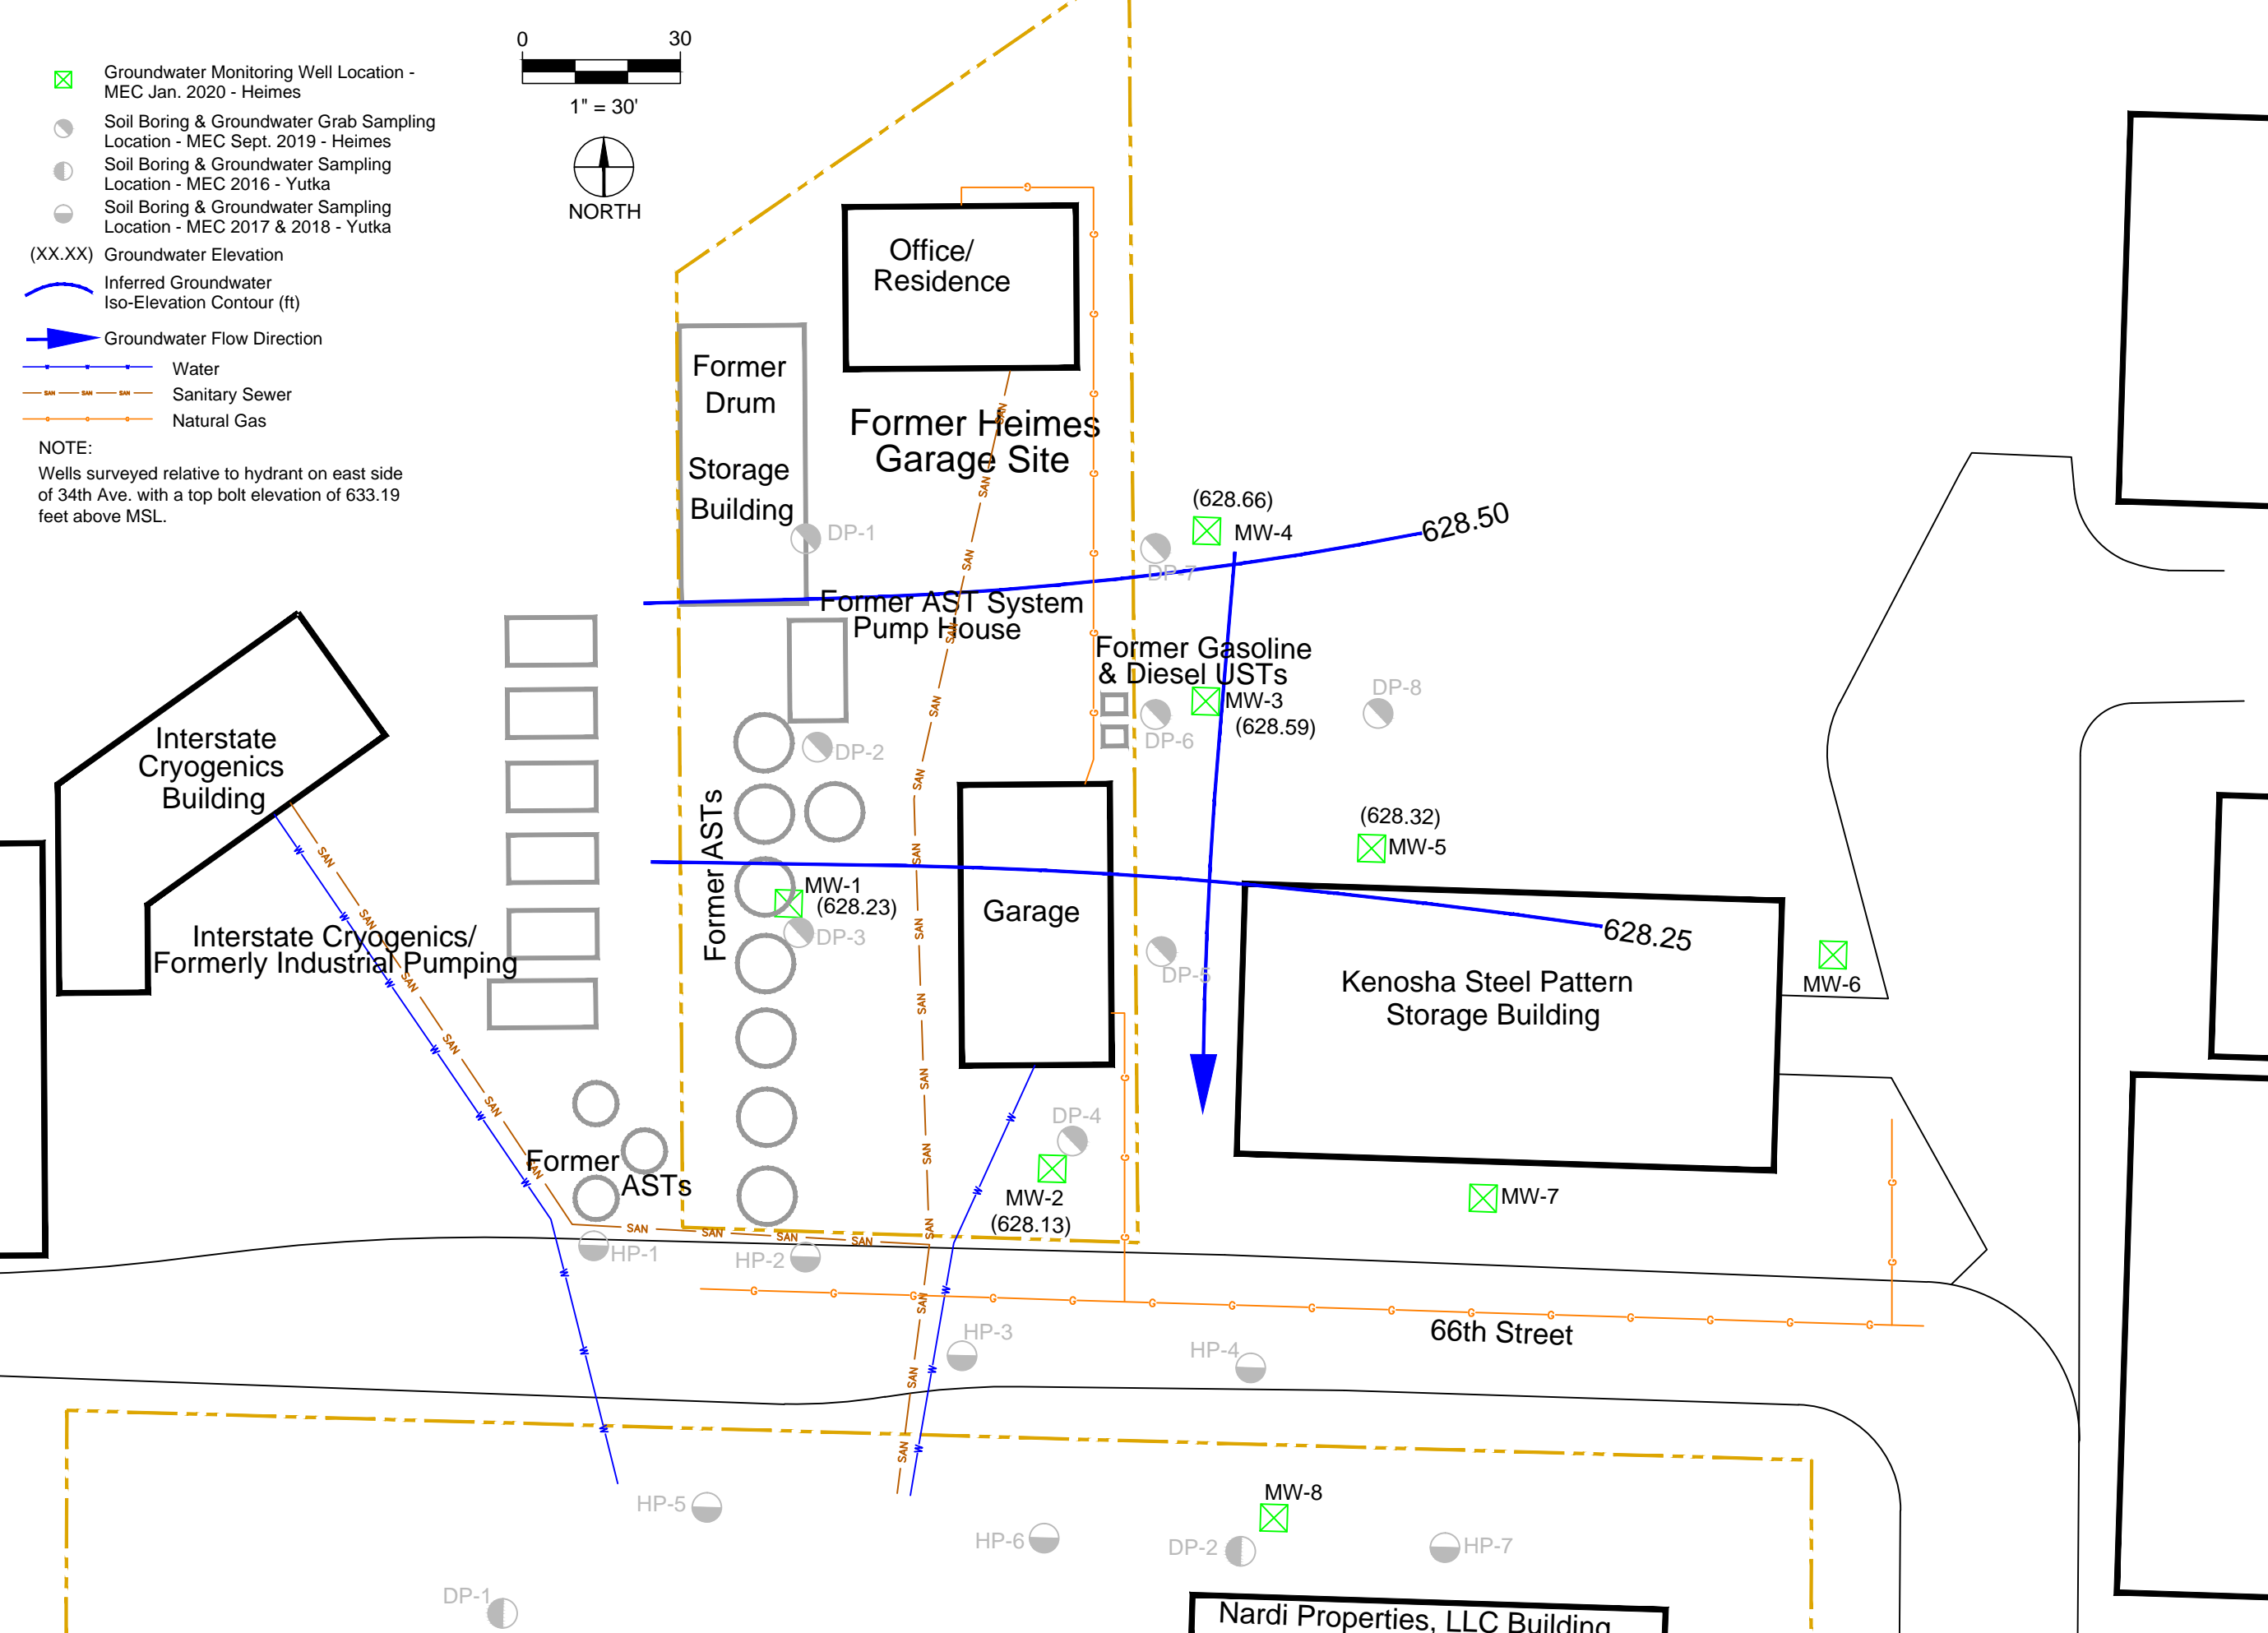 0 30
1" = 30'
NORTH
Groundwater Monitoring Well Location -
MEC Jan. 2020 - Heimes
Soil Boring & Groundwater Grab Sampling
Location - MEC Sept. 2019 - Heimes
Soil Boring & Groundwater Sampling
Location - MEC 2016 - Yutka
Soil Boring & Groundwater Sampling
Location - MEC 2017 & 2018 - Yutka
(XX.XX) Groundwater Elevation
Inferred Groundwater
Iso-Elevation Contour (ft)
Groundwater Flow Direction
Water
SAN SAN SAN Sanitary Sewer
G G G Natural Gas
NOTE:
Wells surveyed relative to hydrant on east side
of 34th Ave. with a top bolt elevation of 633.19
feet above MSL.
Office/
Residence
Former
Drum
Storage
Building
Former Heimes
Garage Site
DP-1
(628.66)
MW-4
628.50
DP-7
Former AST System
Pump House
Former Gasoline
& Diesel USTs
MW-3
(628.59)
DP-6
DP-8
DP-2
Interstate
Cryogenics
Building
Former ASTs
(628.32)
MW-5
MW-1
(628.23)
DP-3
Garage
628.25
Interstate Cryogenics/
Formerly Industrial Pumping
DP-5
Kenosha Steel Pattern
Storage Building
MW-6
DP-4
Former
ASTs
MW-2
(628.13)
MW-7
HP-1
HP-2
HP-3
HP-4
66th Street
HP-5
HP-6
MW-8
DP-2
HP-7
DP-1
Nardi Properties, LLC Building
SAN
W
G